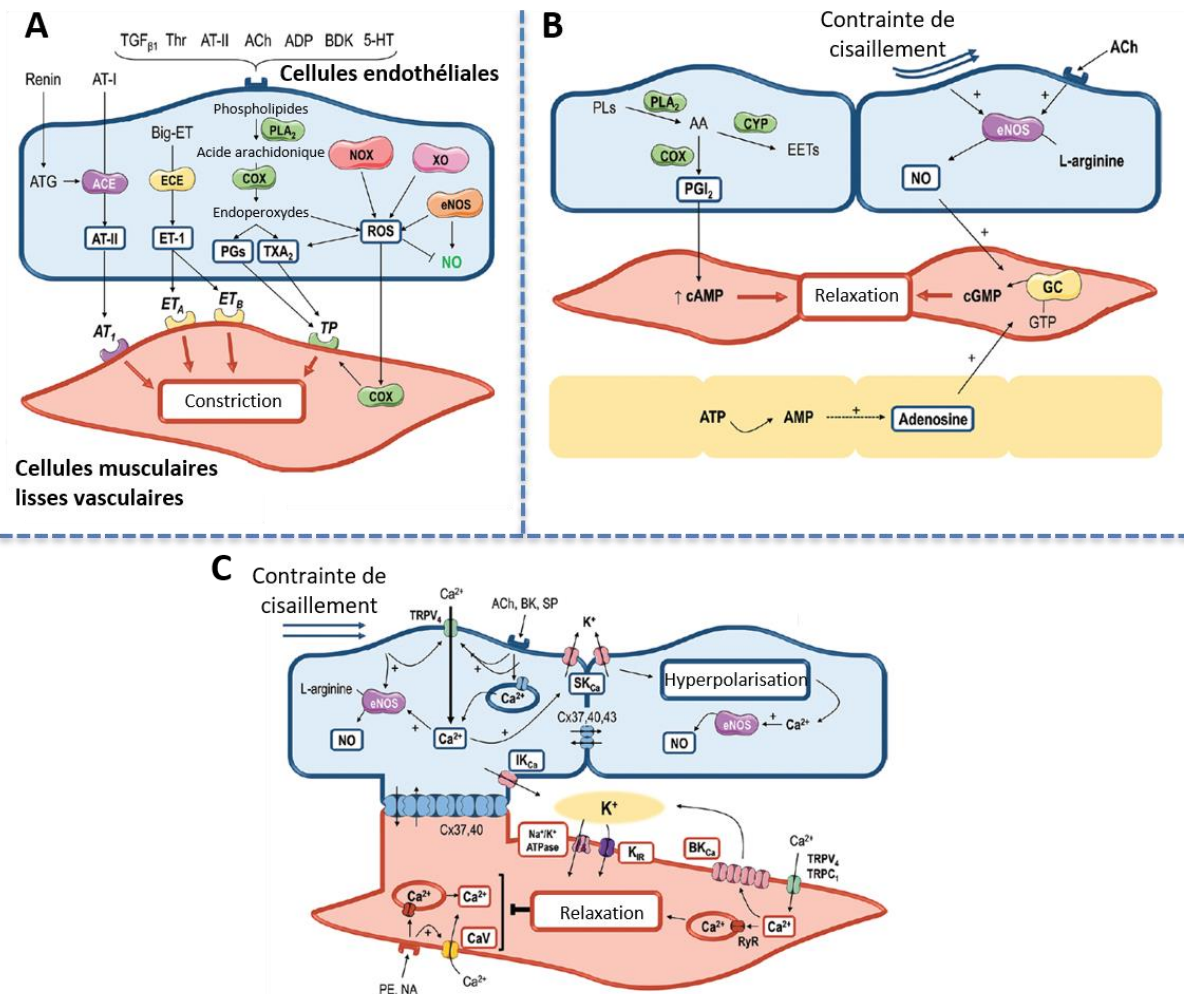 A
TGFβ1 Thr AT-II ACh ADP BDK 5-HT
Renin
AT-I
Cellules endothéliales
Phospholipides
PLA2
Big-ET
Acide arachidonique
NOX
XO
ATG
ACE
ECE
COX
eNOS
Endoperoxydes
AT-II
ET-1
PGs
TXA2
ROS
NO
ETA
ETB
AT1
TP
COX
Constriction
Cellules musculaires
lisses vasculaires
B
Contrainte de
cisaillement
ACh
PLs
PLA2
AA
CYP
EETs
COX
PGI2
+
+
eNOS
L-arginine
NO
+
↑ cAMP
Relaxation
cGMP
GC
GTP
+
ATP
AMP
+
Adenosine
C
Contrainte de
cisaillement
Ca2+
TRPV4
ACh, BK, SP
K+
+
+
L-arginine
eNOS
Ca2+
SKCa
Hyperpolarisation
NO
+
Ca2+
+
Cx37,40,43
eNOS
+
Ca2+
NO
IKCa
Cx37,40
K+
Na+/K+
ATPase
KIR
BKCa
Ca2+
TRPV4
TRPC1
Ca2+
Ca2+
Relaxation
Ca2+
RyR
Ca2+
+
CaV
PE, NA
Ca2+